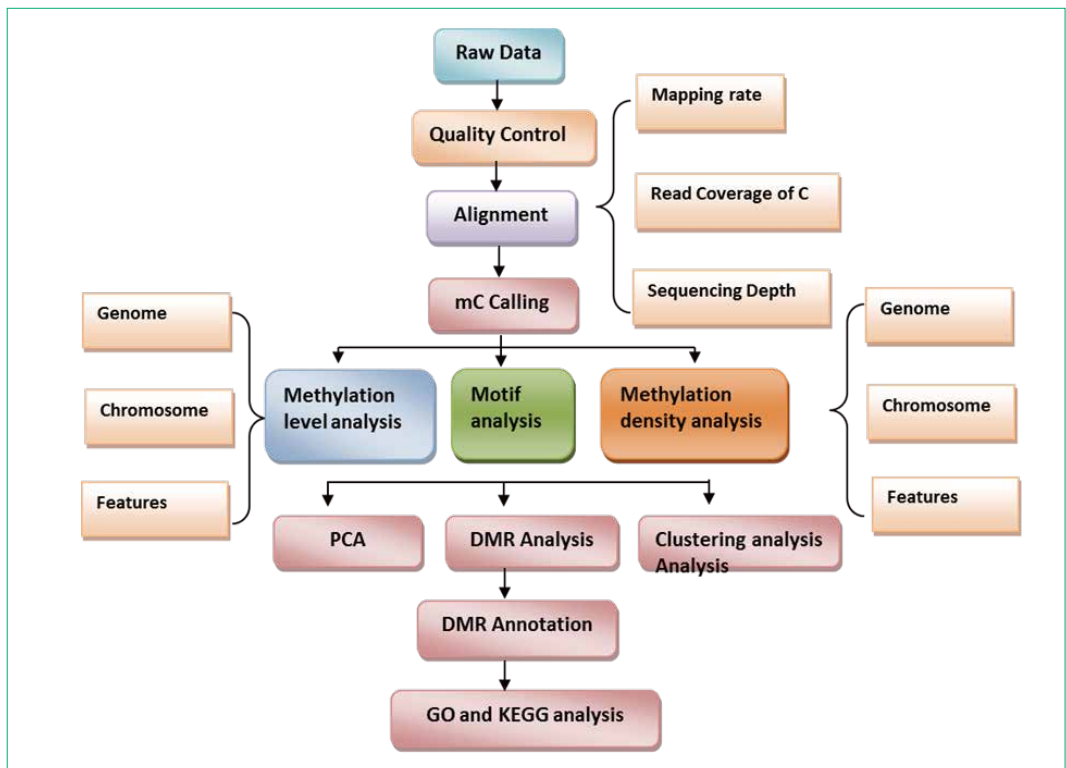 Raw Data
Quality Control
Alignment
Mapping rate
Read Coverage of C
Sequencing Depth
mC Calling
Genome
Chromosome
Features
Methylation
level analysis
Motif
analysis
Methylation
density analysis
Genome
Chromosome
Features
PCA
DMR Analysis
Clustering analysis
Analysis
DMR Annotation
GO and KEGG analysis